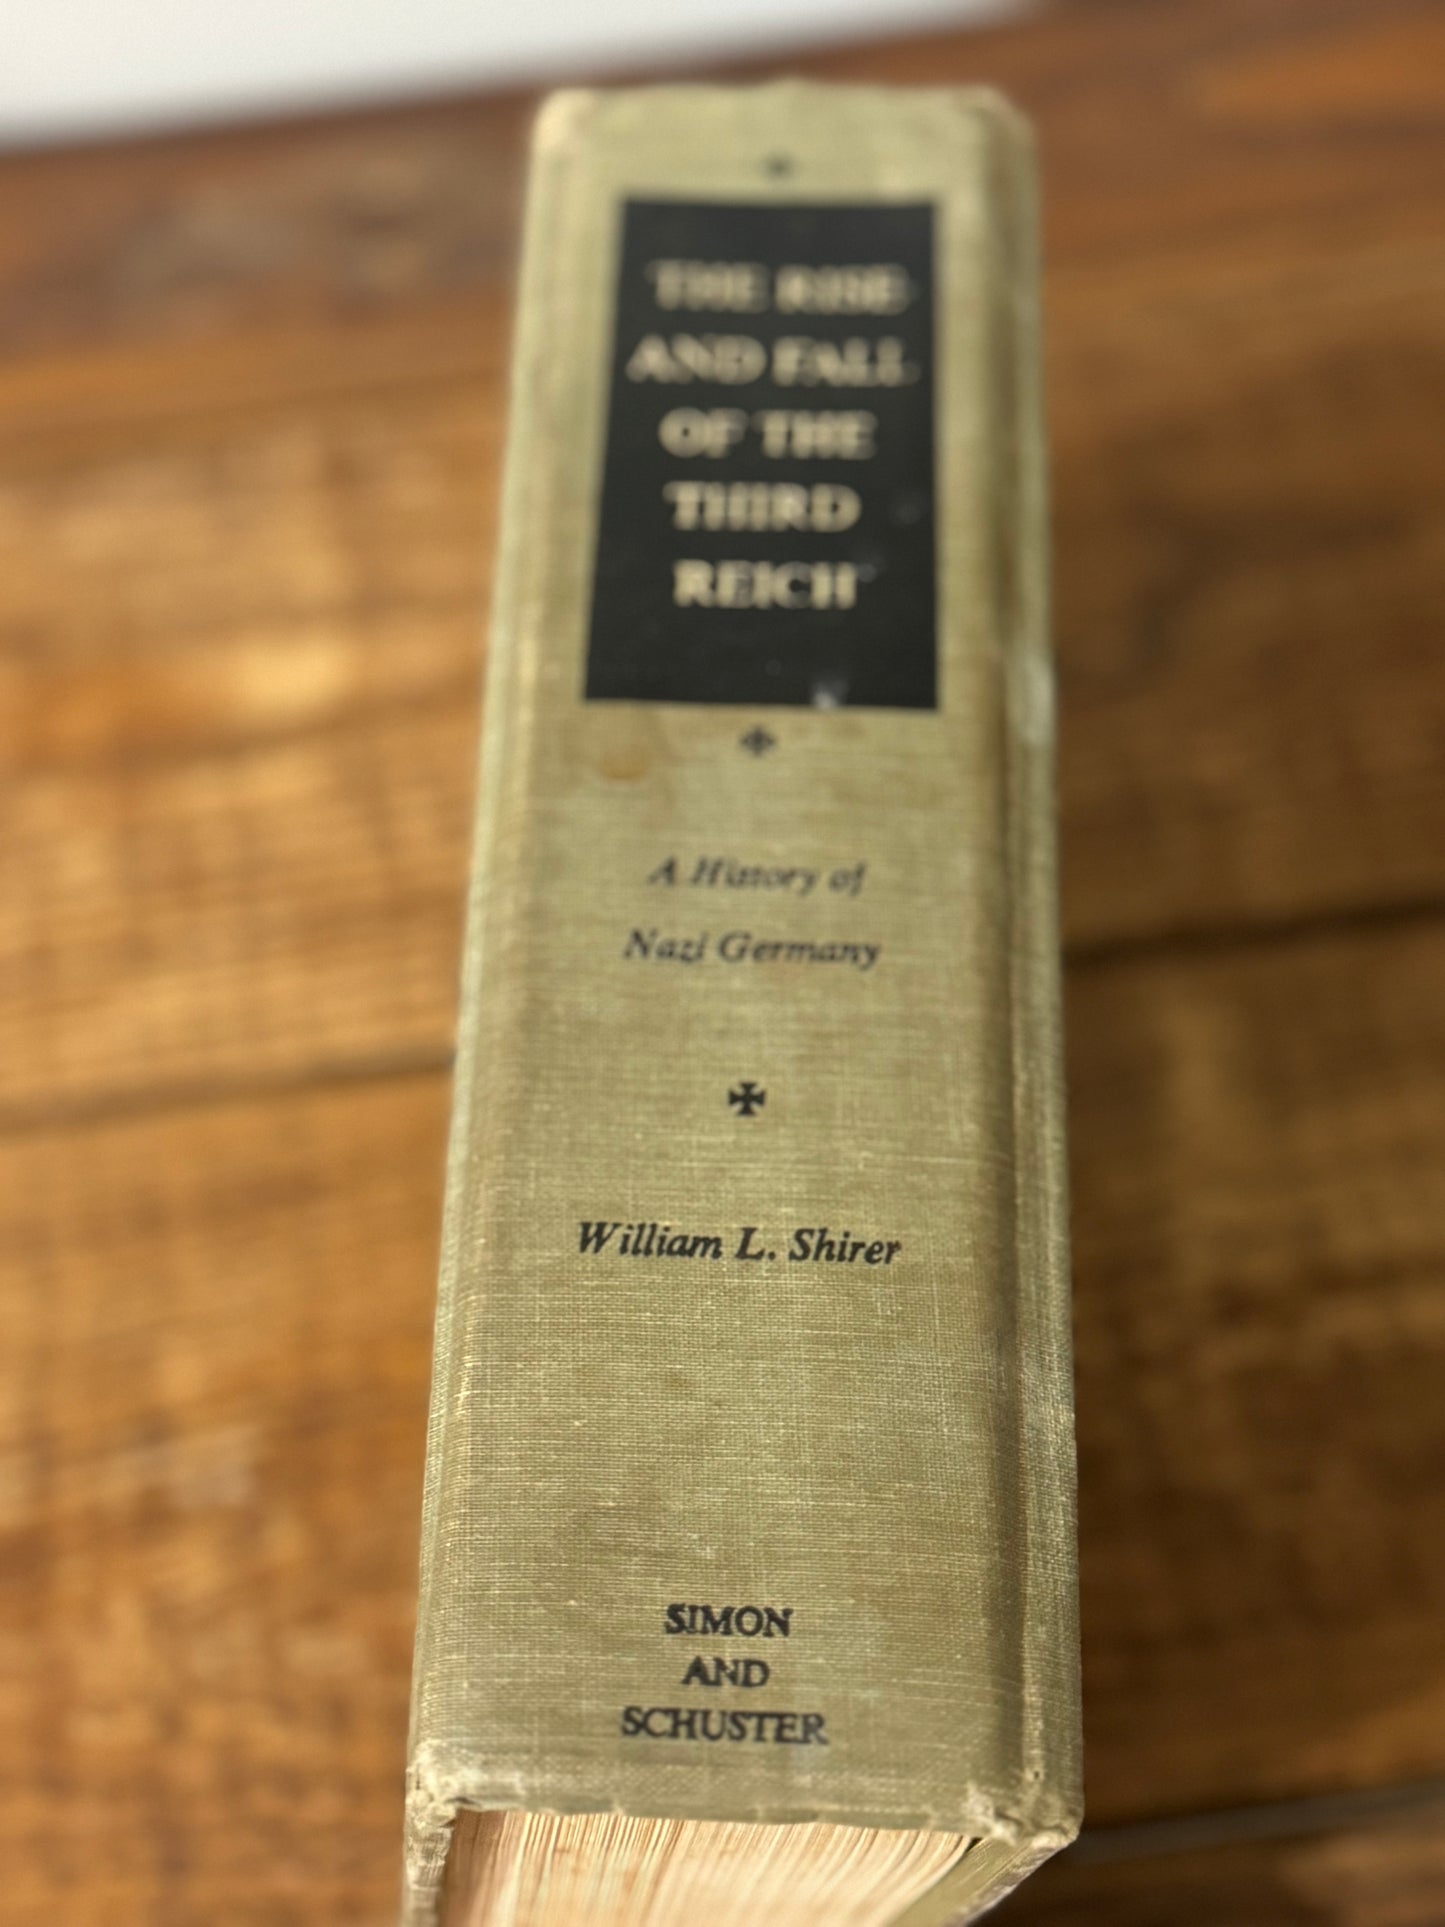 THE RISE
AND FALL
OF THE
THIRD
REICH
A History of
Nazi Germany
William L. Shirer
SIMON
AND
SCHUSTER